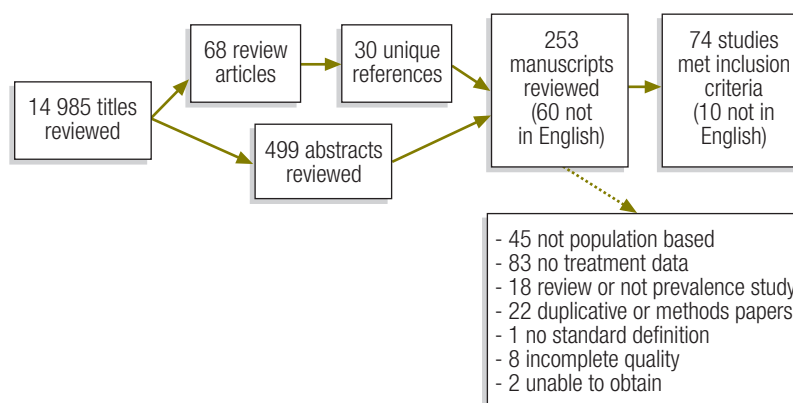 14 985 titles
reviewed
68 review
articles
30 unique
references
499 abstracts
reviewed
253
manuscripts
reviewed
(60 not
in English)
74 studies
met inclusion
criteria
(10 not in
English)
- 45 not population based
- 83 no treatment data
- 18 review or not prevalence study
- 22 duplicative or methods papers
- 1 no standard definition
- 8 incomplete quality
- 2 unable to obtain